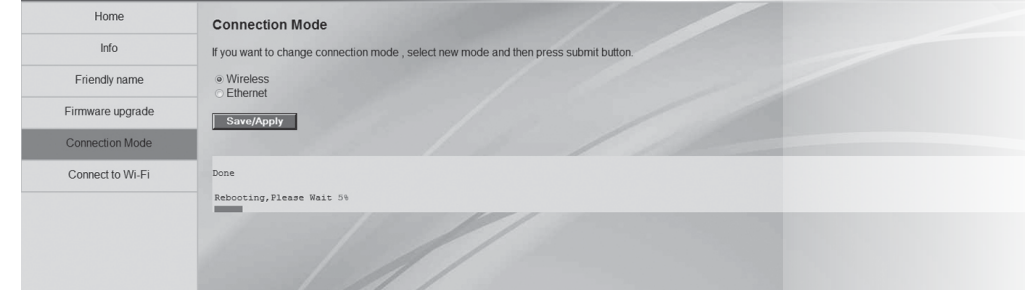 Home
Info
Friendly name
Firmware upgrade
Connection Mode
Connect to Wi-Fi
Connection Mode
If you want to change connection mode , select new mode and then press submit button.
Wireless
Ethernet
Save/Apply
Done
Rebooting,Please Wait 5%